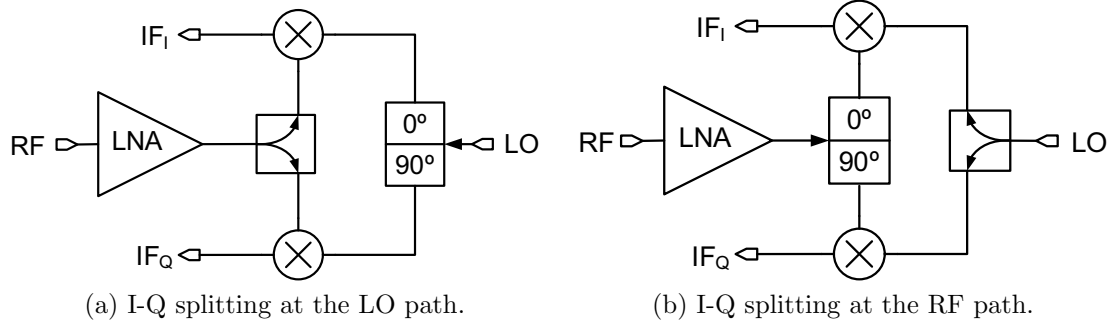 IF_I
RF
LNA
0º
90º
LO
IF_Q
(a) I-Q splitting at the LO path.
IF_I
RF
LNA
0º
90º
LO
IF_Q
(b) I-Q splitting at the RF path.